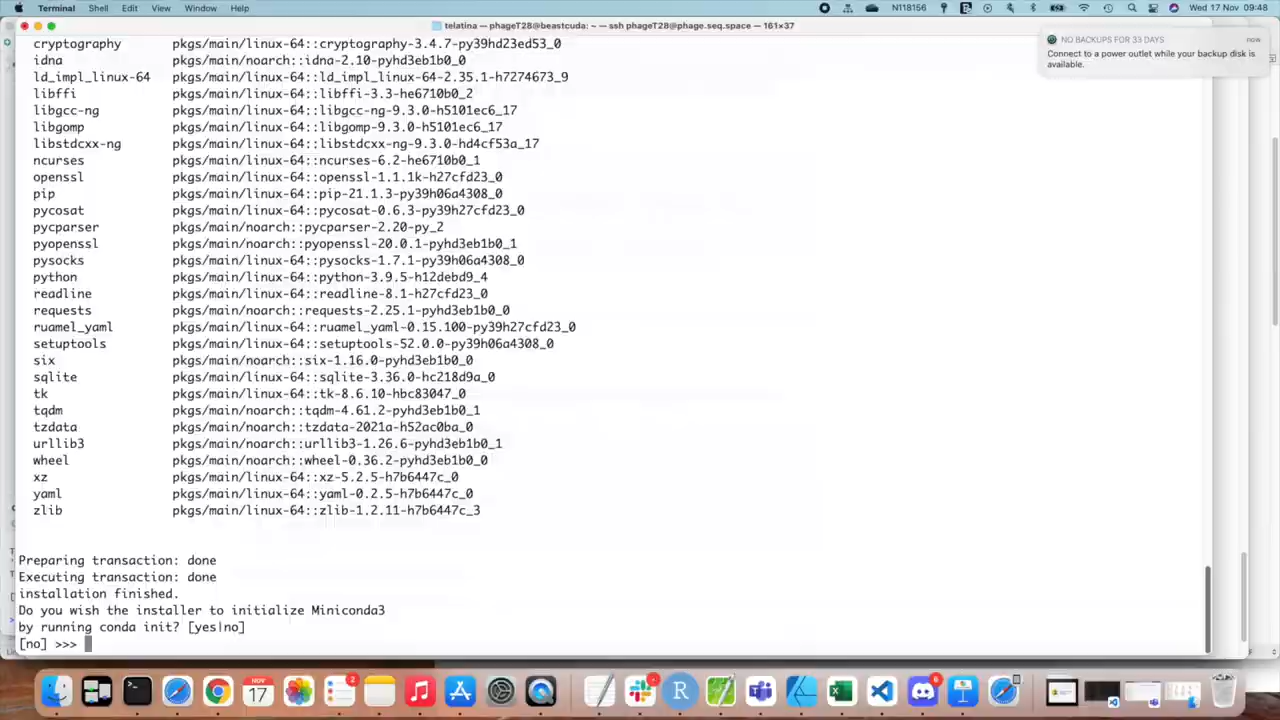 Terminal Shell Edit View Window Help N118156 Wed 17 Nov 09:48
telatina — phageT28@beastcuda: ~ — ssh phageT28@phage.seq.space — 161×37
NO BACKUPS FOR 33 DAYS now
Connect to a power outlet while your backup disk is
available.
cryptography pkgs/main/linux-64::cryptography-3.4.7-py39hd23ed53_0
idna pkgs/main/noarch::idna-2.10-pyhd3eb1b0_0
ld_impl_linux-64 pkgs/main/linux-64::ld_impl_linux-64-2.35.1-h7274673_9
libffi pkgs/main/linux-64::libffi-3.3-he6710b0_2
libgcc-ng pkgs/main/linux-64::libgcc-ng-9.3.0-h5101ec6_17
libgomp pkgs/main/linux-64::libgomp-9.3.0-h5101ec6_17
libstdcxx-ng pkgs/main/linux-64::libstdcxx-ng-9.3.0-hd4cf53a_17
ncurses pkgs/main/linux-64::ncurses-6.2-he6710b0_1
openssl pkgs/main/linux-64::openssl-1.1.1k-h27cfd23_0
pip pkgs/main/linux-64::pip-21.1.3-py39h06a4308_0
pycosat pkgs/main/linux-64::pycosat-0.6.3-py39h27cfd23_0
pycparser pkgs/main/noarch::pycparser-2.20-py_2
pyopenssl pkgs/main/noarch::pyopenssl-20.0.1-pyhd3eb1b0_1
pysocks pkgs/main/linux-64::pysocks-1.7.1-py39h06a4308_0
python pkgs/main/linux-64::python-3.9.5-h12debd9_4
readline pkgs/main/linux-64::readline-8.1-h27cfd23_0
requests pkgs/main/noarch::requests-2.25.1-pyhd3eb1b0_0
ruamel_yaml pkgs/main/linux-64::ruamel_yaml-0.15.100-py39h27cfd23_0
setuptools pkgs/main/linux-64::setuptools-52.0.0-py39h06a4308_0
six pkgs/main/noarch::six-1.16.0-pyhd3eb1b0_0
sqlite pkgs/main/linux-64::sqlite-3.36.0-hc218d9a_0
tk pkgs/main/linux-64::tk-8.6.10-hbc83047_0
tqdm pkgs/main/noarch::tqdm-4.61.2-pyhd3eb1b0_1
tzdata pkgs/main/noarch::tzdata-2021a-h52ac0ba_0
urllib3 pkgs/main/noarch::urllib3-1.26.6-pyhd3eb1b0_1
wheel pkgs/main/noarch::wheel-0.36.2-pyhd3eb1b0_0
xz pkgs/main/linux-64::xz-5.2.5-h7b6447c_0
yaml pkgs/main/linux-64::yaml-0.2.5-h7b6447c_0
zlib pkgs/main/linux-64::zlib-1.2.11-h7b6447c_3
Preparing transaction: done
Executing transaction: done
installation finished.
Do you wish the installer to initialize Miniconda3
by running conda init? [yes|no]
[no] >>>
NOV
17
2
R
6